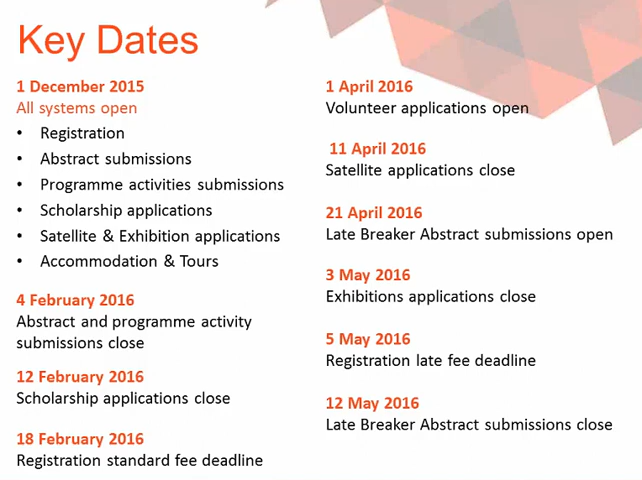 Key Dates
1 December 2015
All systems open
• Registration
• Abstract submissions
• Programme activities submissions
• Scholarship applications
• Satellite & Exhibition applications
• Accommodation & Tours
4 February 2016
Abstract and programme activity
submissions close
12 February 2016
Scholarship applications close
18 February 2016
Registration standard fee deadline
1 April 2016
Volunteer applications open
11 April 2016
Satellite applications close
21 April 2016
Late Breaker Abstract submissions open
3 May 2016
Exhibitions applications close
5 May 2016
Registration late fee deadline
12 May 2016
Late Breaker Abstract submissions close